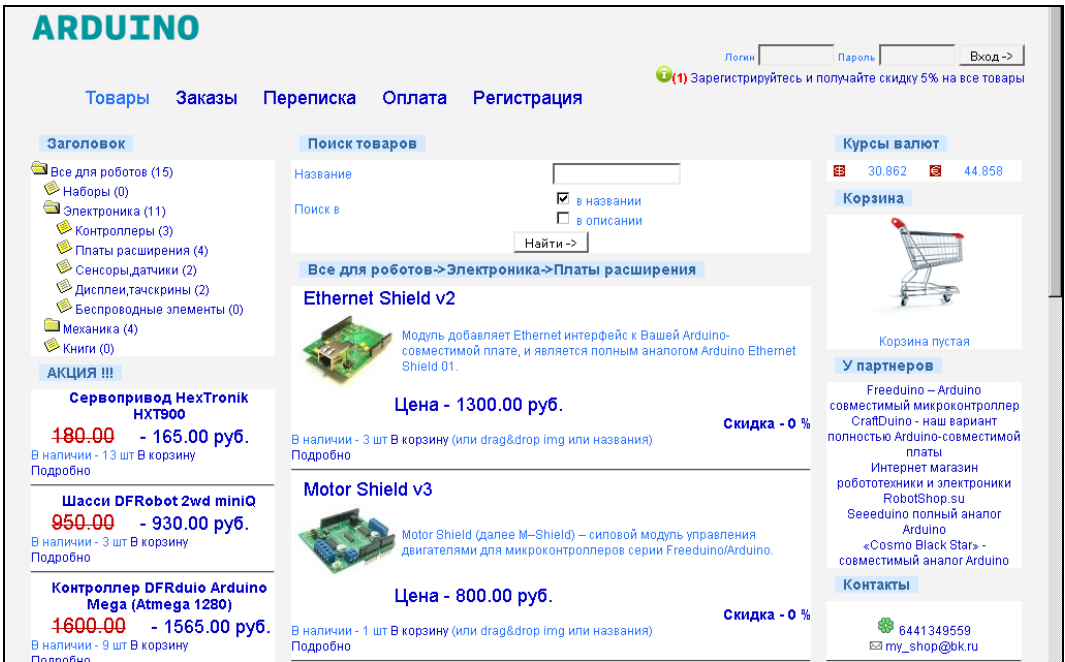 ARDUINO
Логин Пароль Вход ->
(1) Зарегистрируйтесь и получайте скидку 5% на все товары
Товары Заказы Переписка Оплата Регистрация
Заголовок
Все для роботов (15)
Наборы (0)
Электроника (11)
Контроллеры (3)
Платы расширения (4)
Сенсоры,датчики (2)
Дисплеи,тачскрины (2)
Беспроводные элементы (0)
Механика (4)
Книги (0)
АКЦИЯ !!!
Сервопривод HexTronik
HXT900
180.00 - 165.00 руб.
В наличии - 13 шт В корзину
Подробно
Шасси DFRobot 2wd miniQ
950.00 - 930.00 руб.
В наличии - 3 шт В корзину
Подробно
Контроллер DFRduio Arduino
Mega (Atmega 1280)
1600.00 - 1565.00 руб.
В наличии - 9 шт В корзину
Подробно
Поиск товаров
Название
Поиск в
в названии
в описании
Найти ->
Все для роботов->Электроника->Платы расширения
Ethernet Shield v2
Модуль добавляет Ethernet интерфейс к Вашей Arduino-
совместимой плате, и является полным аналогом Arduino Ethernet
Shield 01.
Цена - 1300.00 руб.
Скидка - 0 %
В наличии - 3 шт В корзину (или drag&drop img или названия)
Подробно
Motor Shield v3
Motor Shield (далее M–Shield) – силовой модуль управления
двигателями для микроконтроллеров серии Freeduino/Arduino.
Цена - 800.00 руб.
Скидка - 0 %
В наличии - 1 шт В корзину (или drag&drop img или названия)
Подробно
Курсы валют
$ 30.862 € 44.858
Корзина
Корзина пустая
У партнеров
Freeduino – Arduino
совместимый микроконтроллер
CraftDuino - наш вариант
полностью Arduino-совместимой
платы
Интернет магазин
робототехники и электроники
RobotShop.su
Seeeduino полный аналог
Arduino
«Cosmo Black Star» -
совместимый аналог Arduino
Контакты
6441349559
my_shop@bk.ru